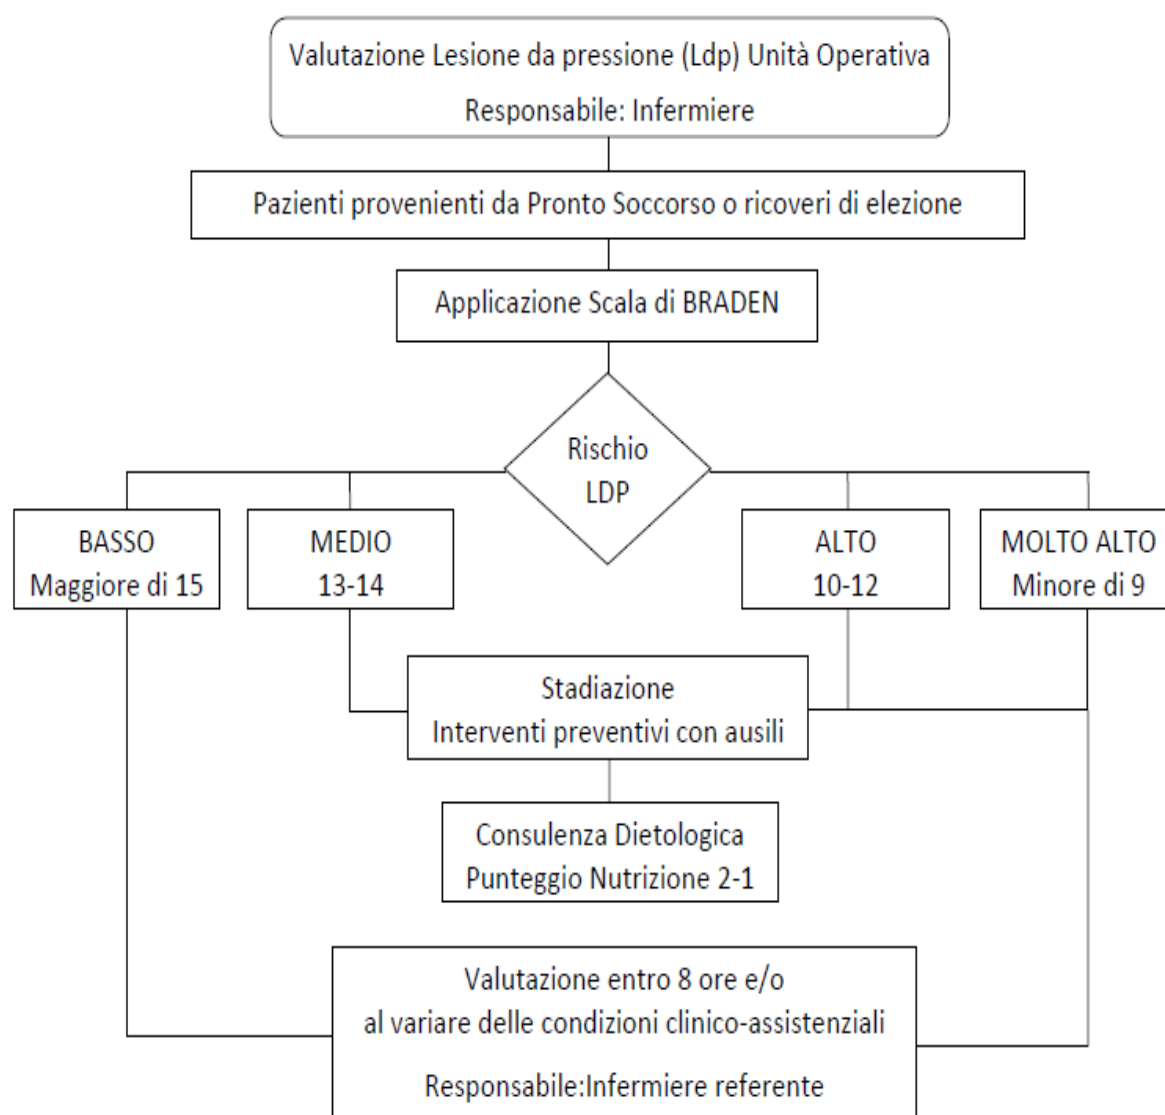 Valutazione Lesione da pressione (Ldp) Unità Operativa
Responsabile: Infermiere
Pazienti provenienti da Pronto Soccorso o ricoveri di elezione
Applicazione Scala di BRADEN
Rischio
LDP
BASSO
Maggiore di 15
MEDIO
13-14
ALTO
10-12
MOLTO ALTO
Minore di 9
Stadiazione
Interventi preventivi con ausili
Consulenza Dietologica
Punteggio Nutrizione 2-1
Valutazione entro 8 ore e/o
al variare delle condizioni clinico-assistenziali
Responsabile:Infermiere referente